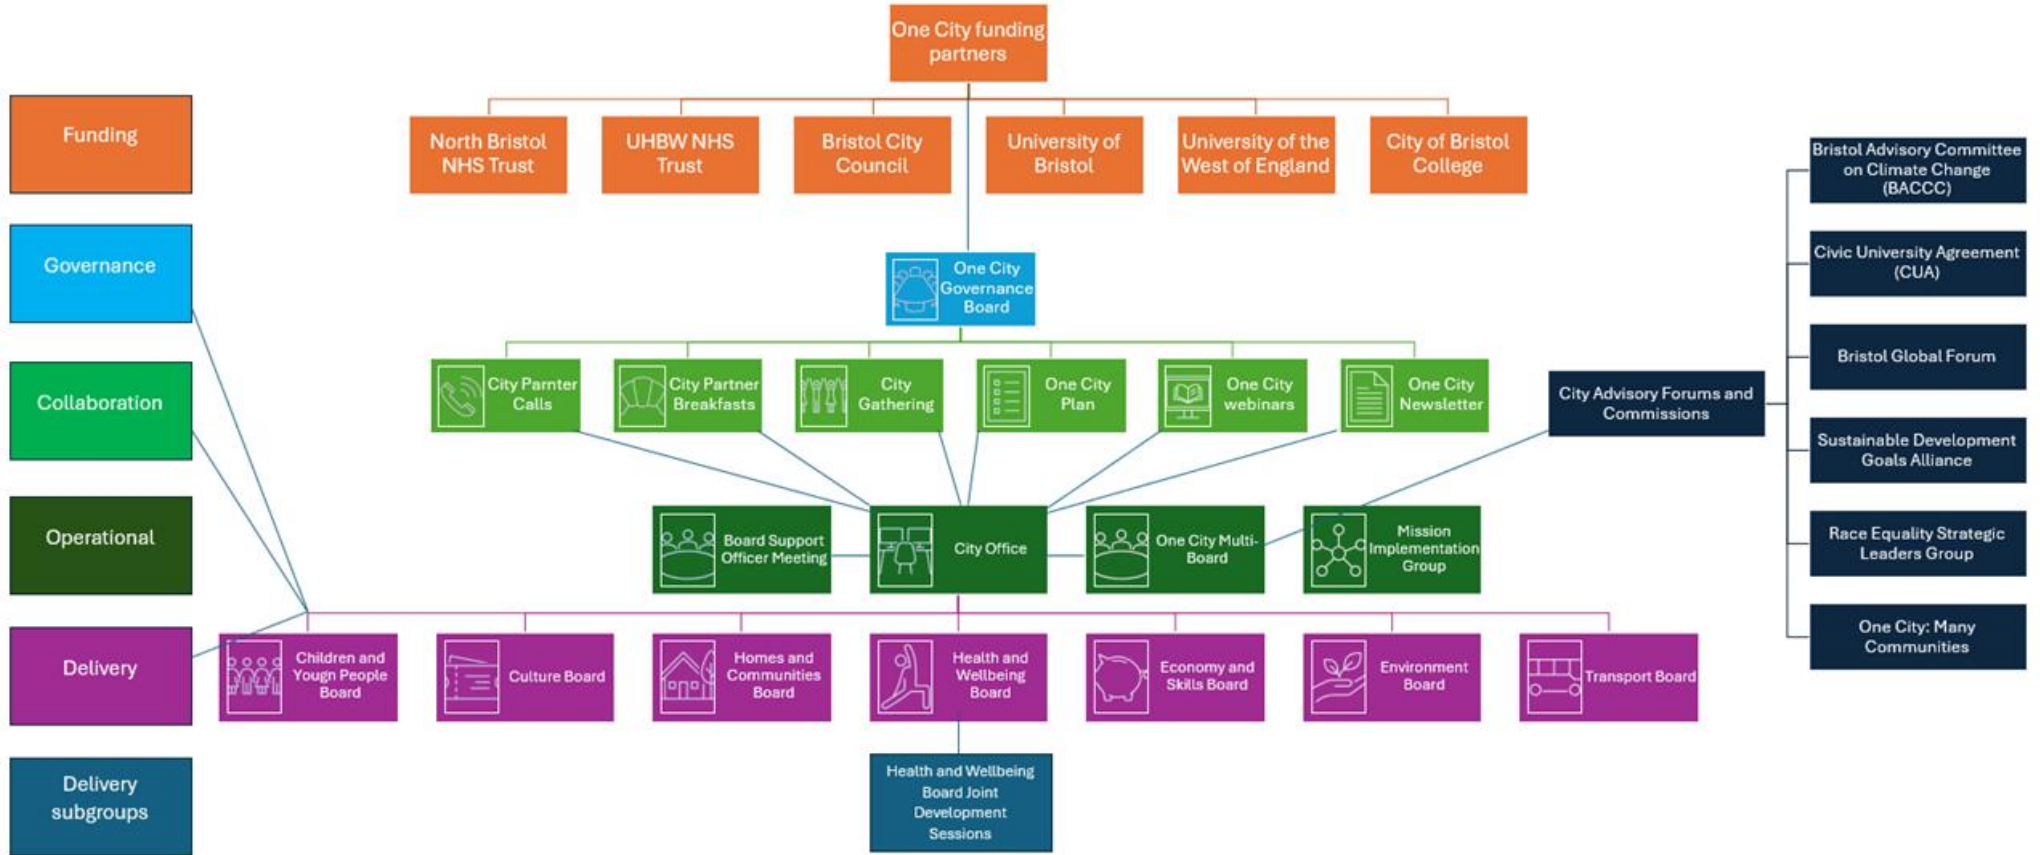 One City funding
partners
Funding
North Bristol
NHS Trust
UHBW NHS
Trust
Bristol City
Council
University of
Bristol
University of the
West of England
City of Bristol
College
Bristol Advisory Committee
on Climate Change
(BACCC)
Governance
One City
Governance
Board
Civic University Agreement
(CUA)
Bristol Global Forum
Collaboration
City Parnter
Calls
City Partner
Breakfasts
City
Gathering
One City
Plan
One City
webinars
One City
Newsletter
City Advisory Forums and
Commissions
Sustainable Development
Goals Alliance
Operational
Board Support
Officer Meeting
City Office
One City Multi-
Board
Mission
Implementation
Group
Race Equality Strategic
Leaders Group
One City: Many
Communities
Delivery
Children and
Yougn People
Board
Culture Board
Homes and
Communities
Board
Health and
Wellbeing
Board
Economy and
Skills Board
Environment
Board
Transport Board
Delivery
subgroups
Health and Wellbeing
Board Joint
Development
Sessions